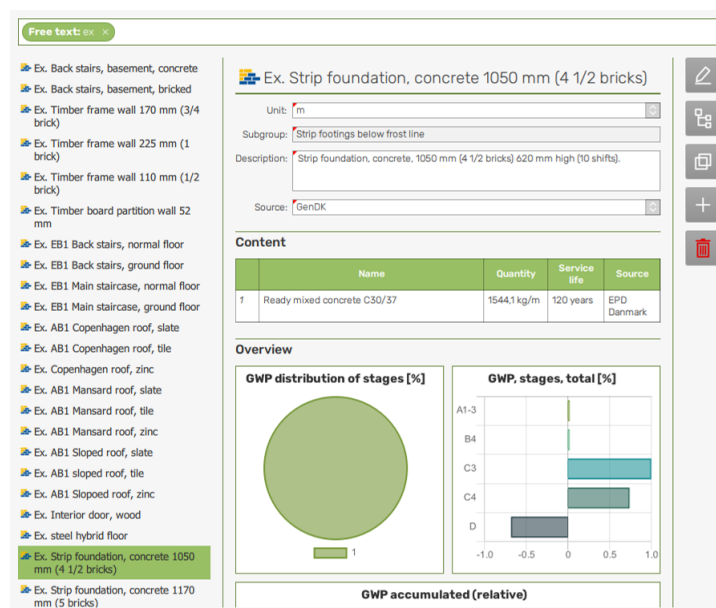 Free text: ex ×
Ex. Back stairs, basement, concrete
Ex. Back stairs, basement, bricked
Ex. Timber frame wall 170 mm (3/4
brick)
Ex. Timber frame wall 225 mm (1
brick)
Ex. Timber frame wall 110 mm (1/2
brick)
Ex. Timber board partition wall 52
mm
Ex. EB1 Back stairs, normal floor
Ex. EB1 Back stairs, ground floor
Ex. EB1 Main staircase, normal floor
Ex. EB1 Main staircase, ground floor
Ex. AB1 Copenhagen roof, slate
Ex. AB1 Copenhagen roof, tile
Ex. Copenhagen roof, zinc
Ex. AB1 Mansard roof, slate
Ex. AB1 Mansard roof, tile
Ex. AB1 Mansard roof, zinc
Ex. AB1 Sloped roof, slate
Ex. AB1 sloped roof, tile
Ex. AB1 Slopoed roof, zinc
Ex. Interior door, wood
Ex. steel hybrid floor
Ex. Strip foundation, concrete 1050
mm (4 1/2 bricks)
Ex. Strip foundation, concrete 1170
mm (5 bricks)
Ex. Strip foundation, concrete 1050 mm (4 1/2 bricks)
Unit: m
Subgroup: Strip footings below frost line
Description: Strip foundation, concrete, 1050 mm (4 1/2 bricks) 620 mm high (10 shifts).
Source: GenDK
Content
Name Quantity Service life Source
1 Ready mixed concrete C30/37 1544,1 kg/m 120 years EPD Danmark
Overview
GWP distribution of stages [%]
1
GWP, stages, total [%]
A1-3
B4
C3
C4
D
-1.0 -0.5 0 0.5 1.0
GWP accumulated (relative)